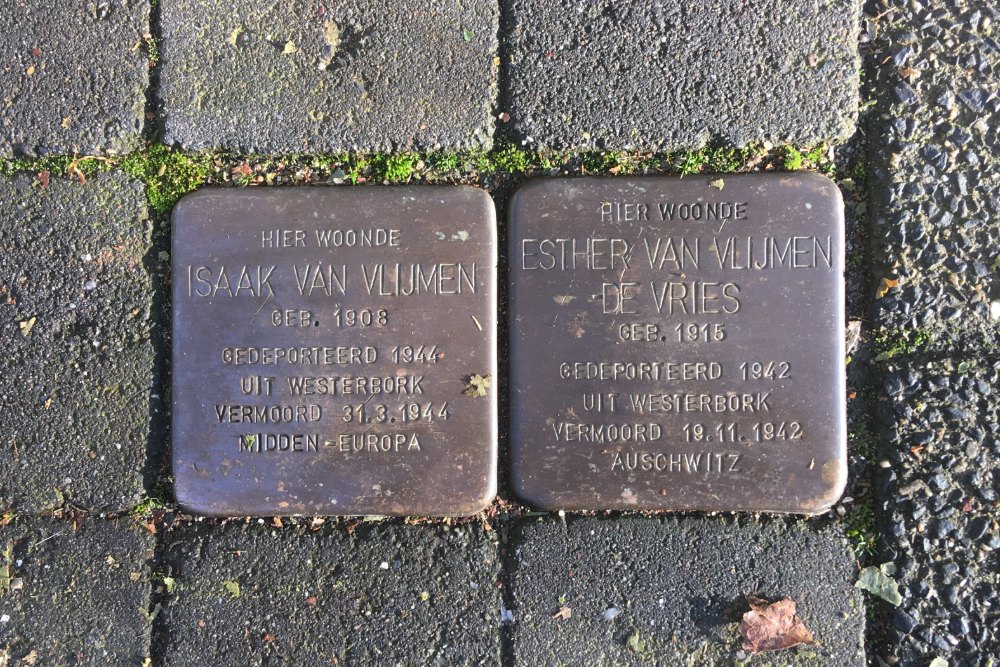 HIER WOONDE
ISAAK VAN VLIJMEN
GEB. 1908
GEDEPORTEERD 1944
UIT WESTERBORK
VERMOORD 31.3.1944
MIDDEN-EUROPA
HIER WOONDE
ESTHER VAN VLIJMEN
DE VRIES
GEB. 1915
GEDEPORTEERD 1942
UIT WESTERBORK
VERMOORD 19.11.1942
AUSCHWITZ